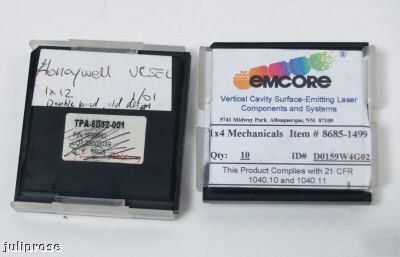 Honeywell VCSEL
1x12
1/01
TPA-8D12-001
EMCORE
Vertical Cavity Surface-Emitting Laser
Components and Systems
5741 Midway Park Albuquerque, NM 87109
1x4 Mechanicals Item # 8685-1499
Qty: 10 ID# D0159W4G02
This Product Complies with 21 CFR
1040.10 and 1040.11
juliprose